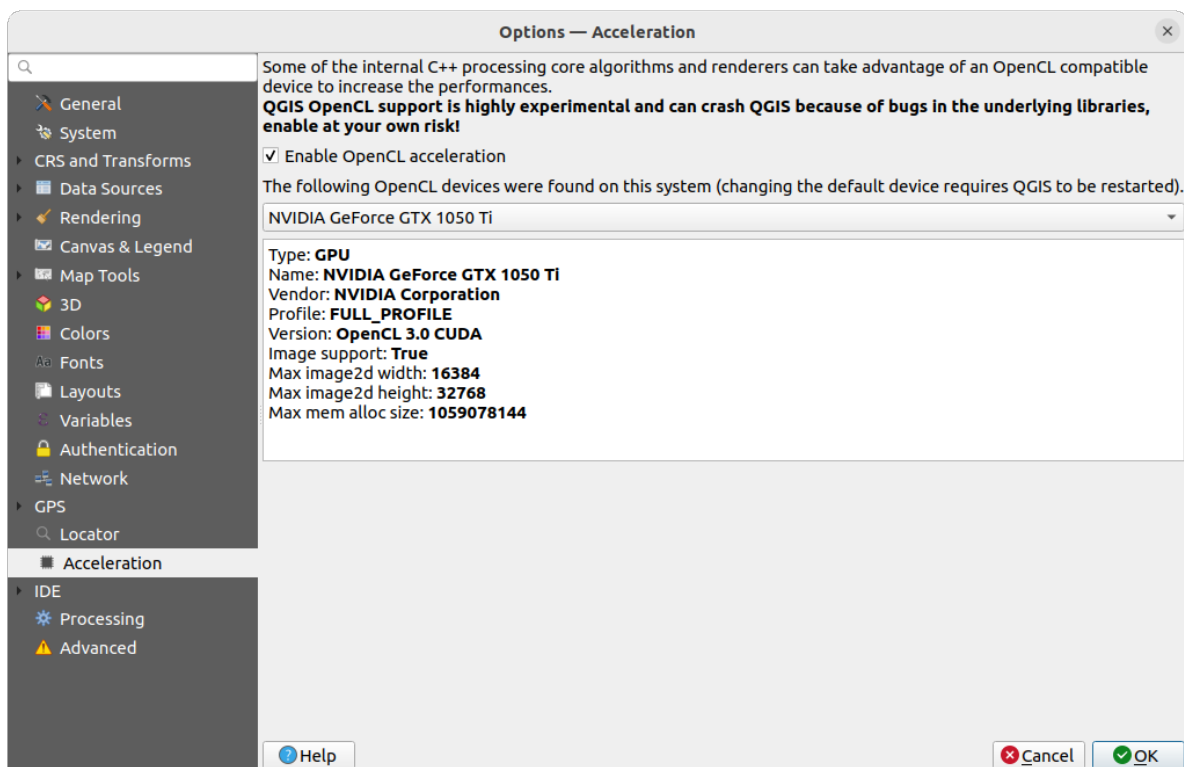 Options — Acceleration
General
System
CRS and Transforms
Data Sources
Rendering
Canvas & Legend
Map Tools
3D
Colors
Aa Fonts
Layouts
ε Variables
Authentication
Network
GPS
Locator
Acceleration
IDE
Processing
Advanced
Some of the internal C++ processing core algorithms and renderers can take advantage of an OpenCL compatible
device to increase the performances.
QGIS OpenCL support is highly experimental and can crash QGIS because of bugs in the underlying libraries,
enable at your own risk!
Enable OpenCL acceleration
The following OpenCL devices were found on this system (changing the default device requires QGIS to be restarted).
NVIDIA GeForce GTX 1050 Ti
Type: GPU
Name: NVIDIA GeForce GTX 1050 Ti
Vendor: NVIDIA Corporation
Profile: FULL_PROFILE
Version: OpenCL 3.0 CUDA
Image support: True
Max image2d width: 16384
Max image2d height: 32768
Max mem alloc size: 1059078144
Help
Cancel
OK